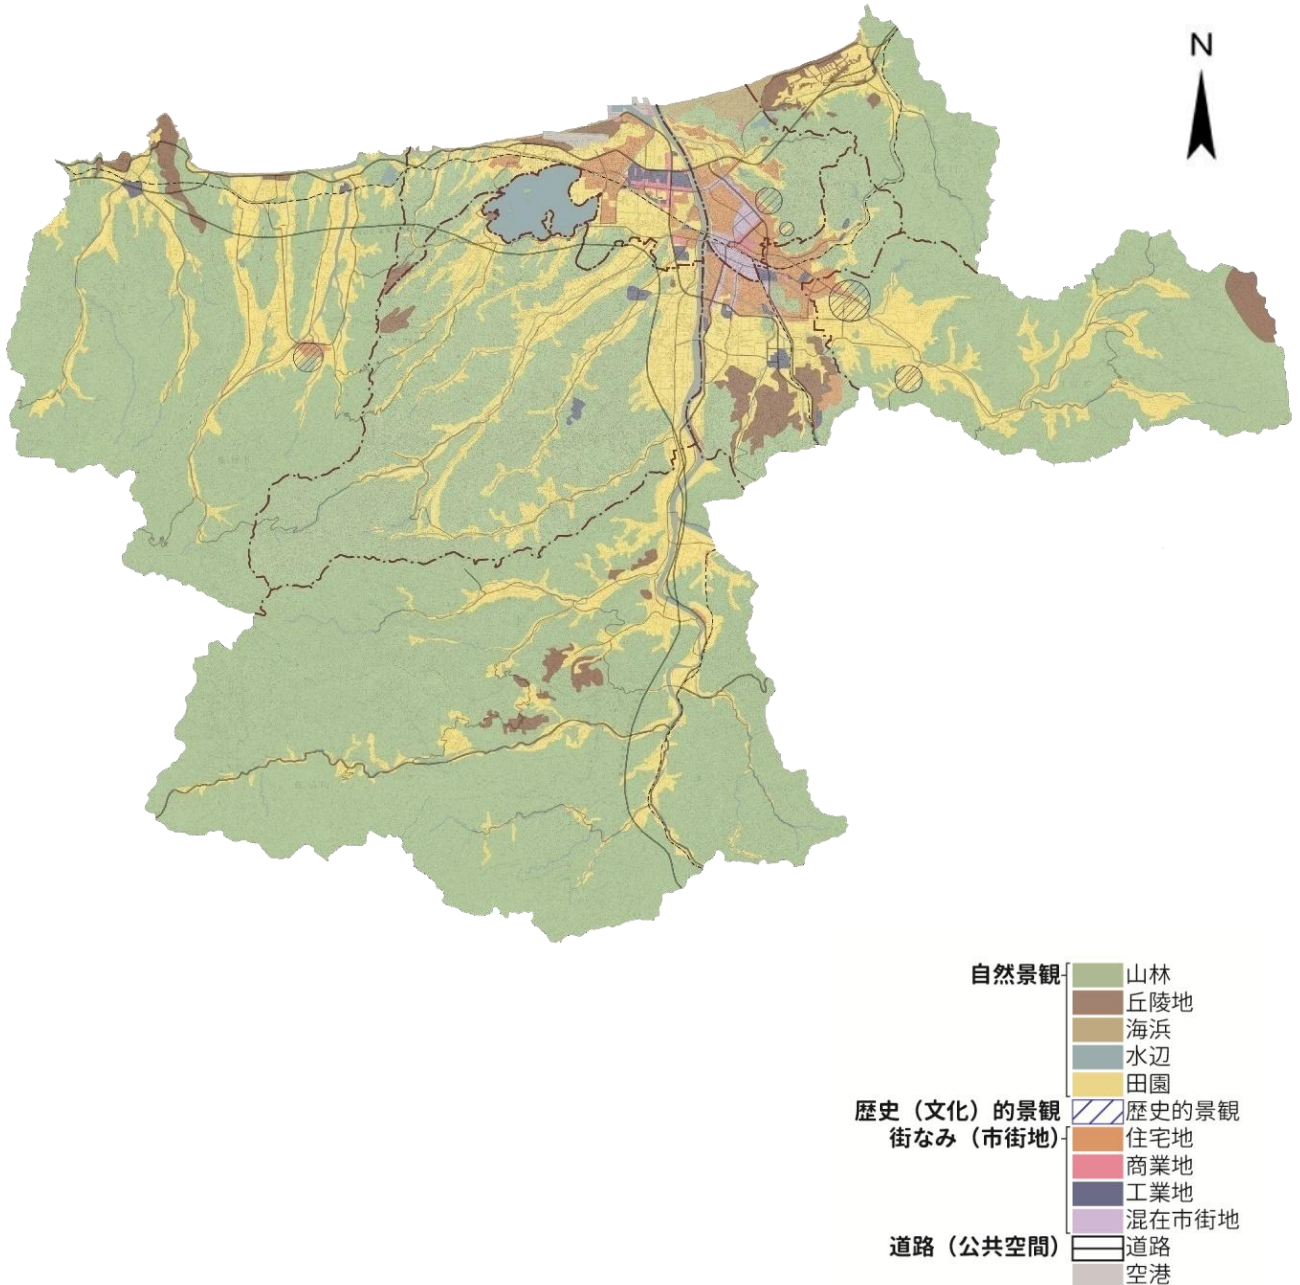 N
自然景観
山林
丘陵地
海浜
水辺
田園
歴史（文化）的景観
歴史的景観
街なみ（市街地）
住宅地
商業地
工業地
混在市街地
道路（公共空間）
道路
空港